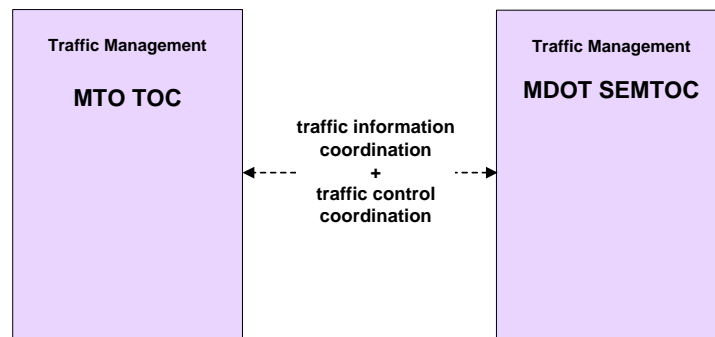 Traffic Management
MTO TOC
traffic information
coordination
+
traffic control
coordination
Traffic Management
MDOT SEMTOC